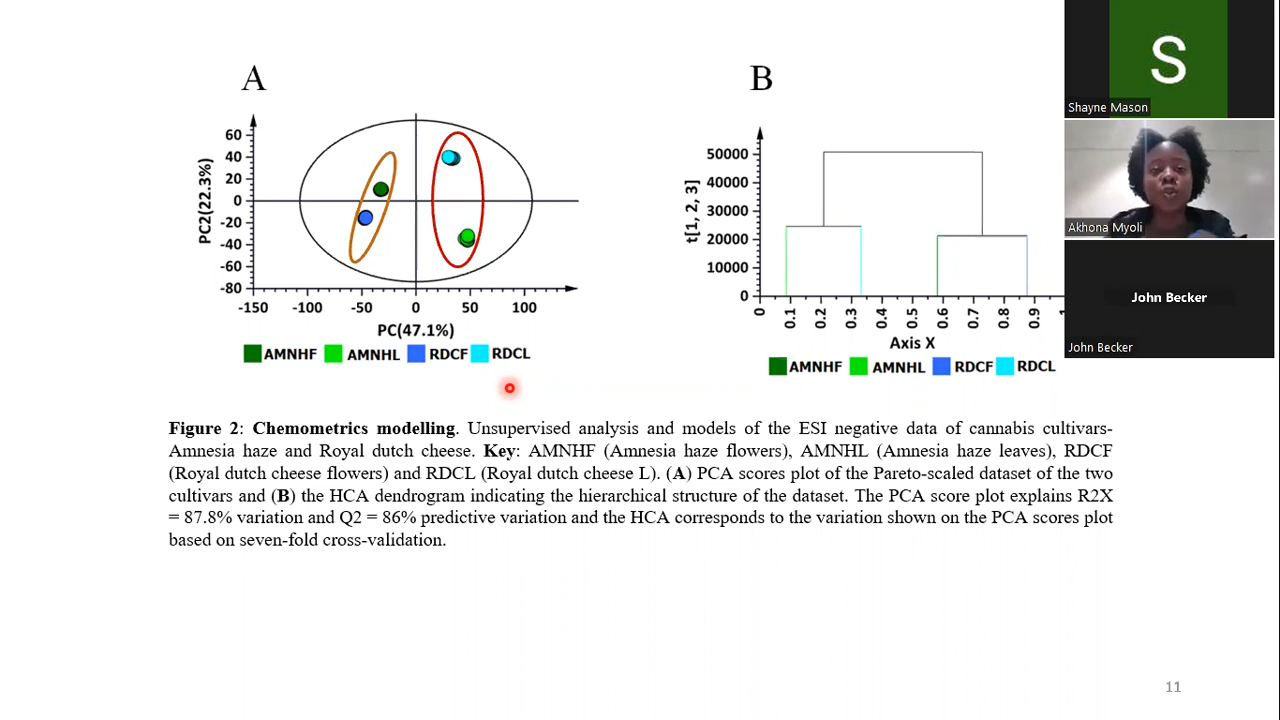 A
B
60
40
20
0
-20
-40
-60
-80
PC2(22.3%)
-150 -100 -50 0 50 100
PC(47.1%)
AMNHF AMNHL RDCF RDCL
50000
40000
30000
20000
10000
0
t[1, 2, 3]
0 0.1 0.2 0.3 0.4 0.5 0.6 0.7 0.8 0.9 1
Axis X
AMNHF AMNHL RDCF RDCL
S
Shayne Mason
Akhona Myoli
John Becker
John Becker
Figure 2: Chemometrics modelling. Unsupervised analysis and models of the ESI negative data of cannabis cultivars-
Amnesia haze and Royal dutch cheese. Key: AMNHF (Amnesia haze flowers), AMNHL (Amnesia haze leaves), RDCF
(Royal dutch cheese flowers) and RDCL (Royal dutch cheese L). (A) PCA scores plot of the Pareto-scaled dataset of the two
cultivars and (B) the HCA dendrogram indicating the hierarchical structure of the dataset. The PCA score plot explains R2X
= 87.8% variation and Q2 = 86% predictive variation and the HCA corresponds to the variation shown on the PCA scores plot
based on seven-fold cross-validation.
11